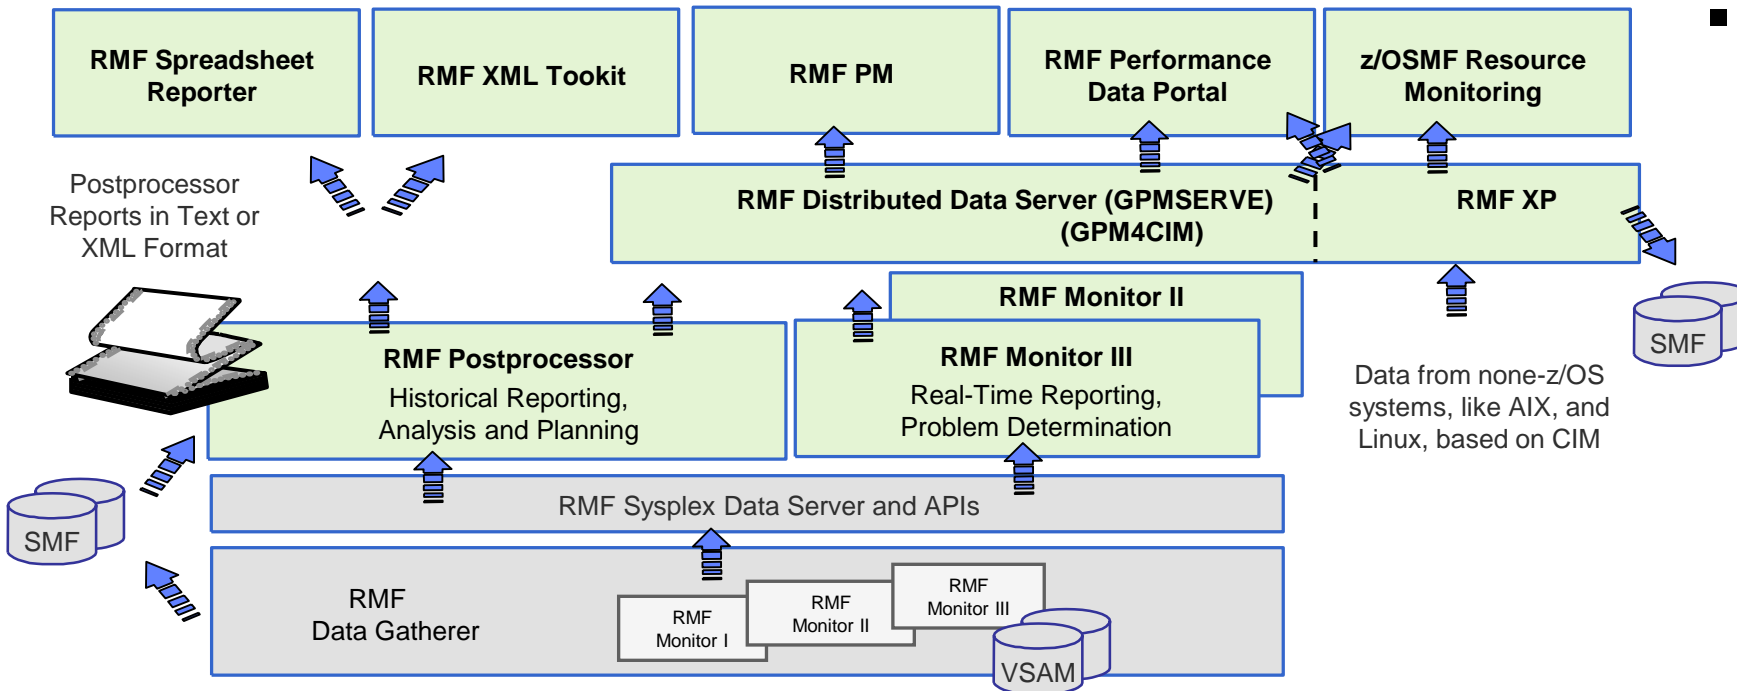 RMF Spreadsheet
Reporter
RMF XML Tookit
RMF PM
RMF Performance
Data Portal
z/OSMF Resource
Monitoring
Postprocessor
Reports in Text or
XML Format
RMF Distributed Data Server (GPMSERVE)
(GPM4CIM)
RMF XP
SMF
RMF Monitor II
RMF Postprocessor
Historical Reporting,
Analysis and Planning
RMF Monitor III
Real-Time Reporting,
Problem Determination
Data from none-z/OS
systems, like AIX, and
Linux, based on CIM
SMF
RMF Sysplex Data Server and APIs
RMF
Data Gatherer
RMF
Monitor I
RMF
Monitor II
RMF
Monitor III
VSAM